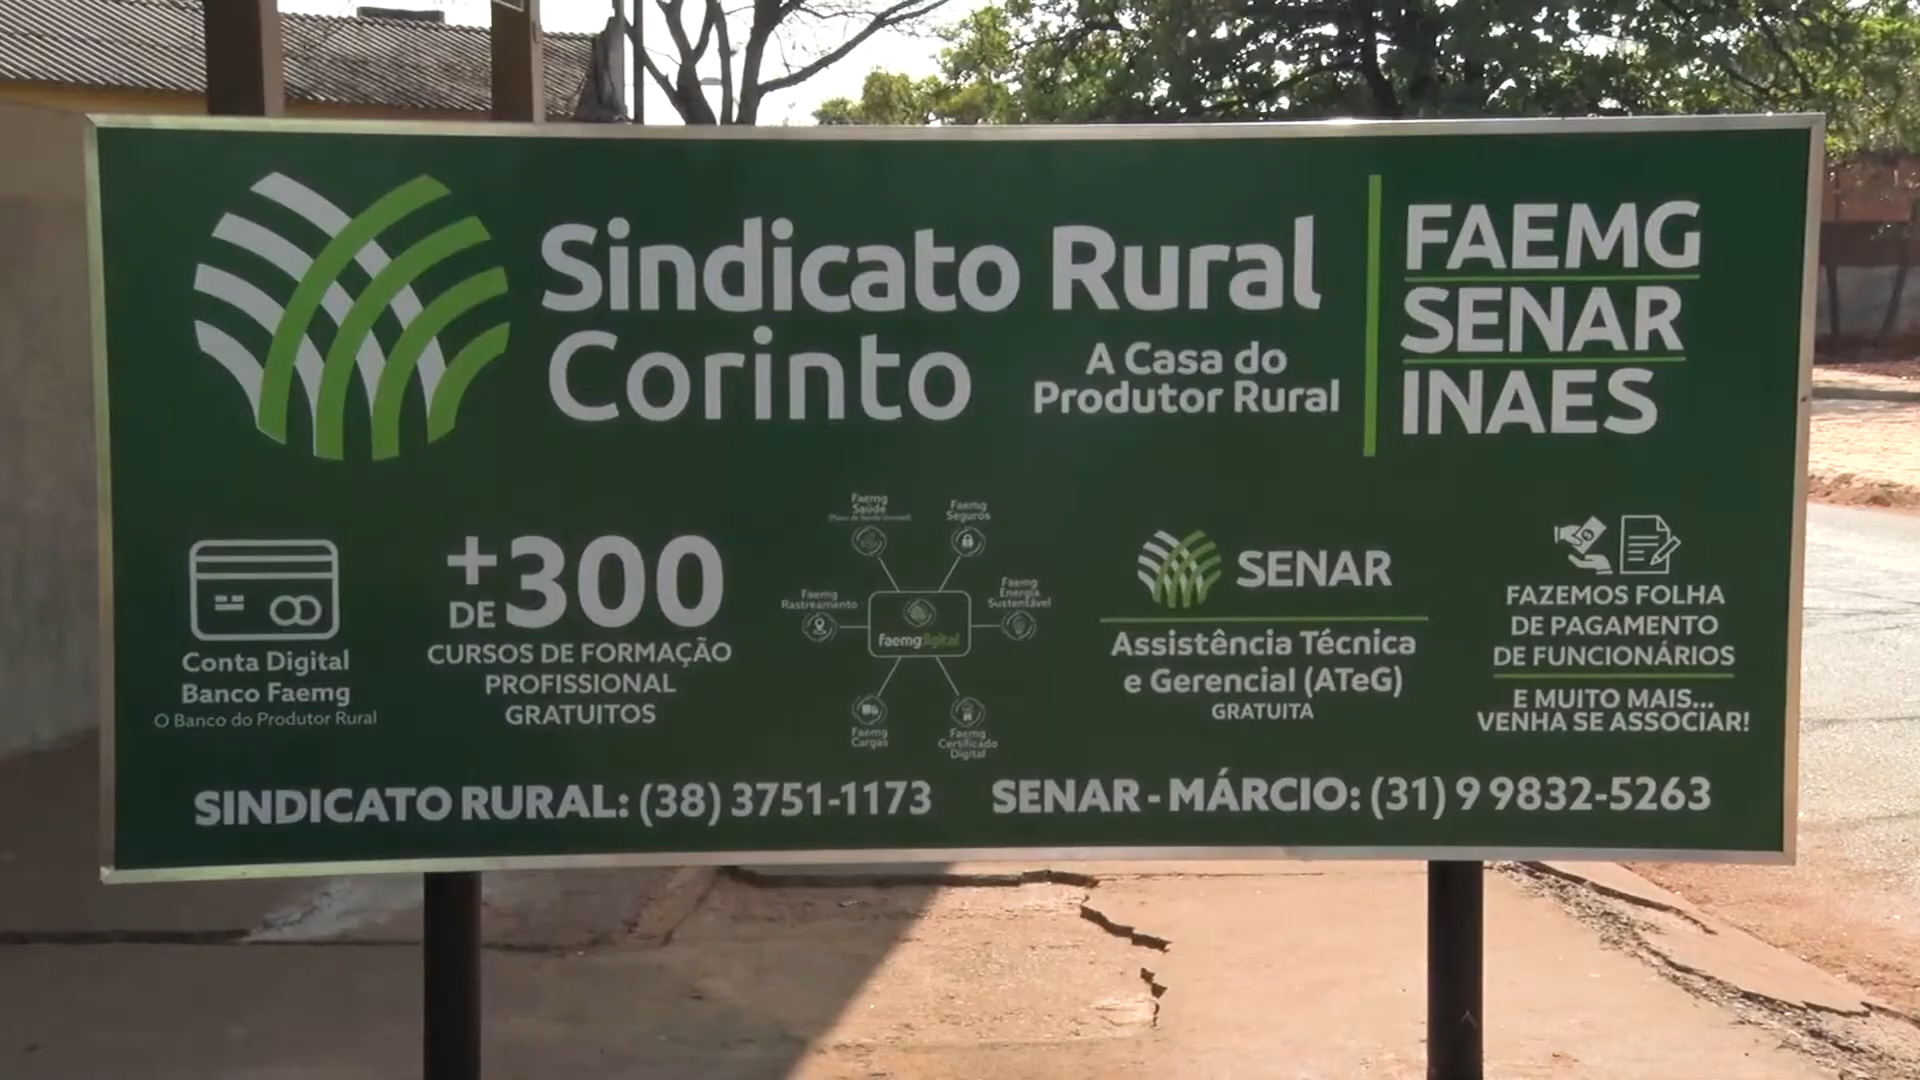 Sindicato Rural
Corinto
A Casa do
Produtor Rural
FAEMG
SENAR
INAES
Conta Digital
Banco Faemg
O Banco do Produtor Rural
+
DE 300
CURSOS DE FORMAÇÃO
PROFISSIONAL
GRATUITOS
Faemg
Saúde
Faemg
Seguros
Faemg
Rastreamento
Faemg
Energia
Sustentável
faemgdigital
Faemg
Cargas
Faemg
Certificado
Digital
SENAR
Assistência Técnica
e Gerencial (ATeG)
GRATUITA
FAZEMOS FOLHA
DE PAGAMENTO
DE FUNCIONÁRIOS
E MUITO MAIS...
VENHA SE ASSOCIAR!
SINDICATO RURAL: (38) 3751-1173
SENAR - MÁRCIO: (31) 9 9832-5263